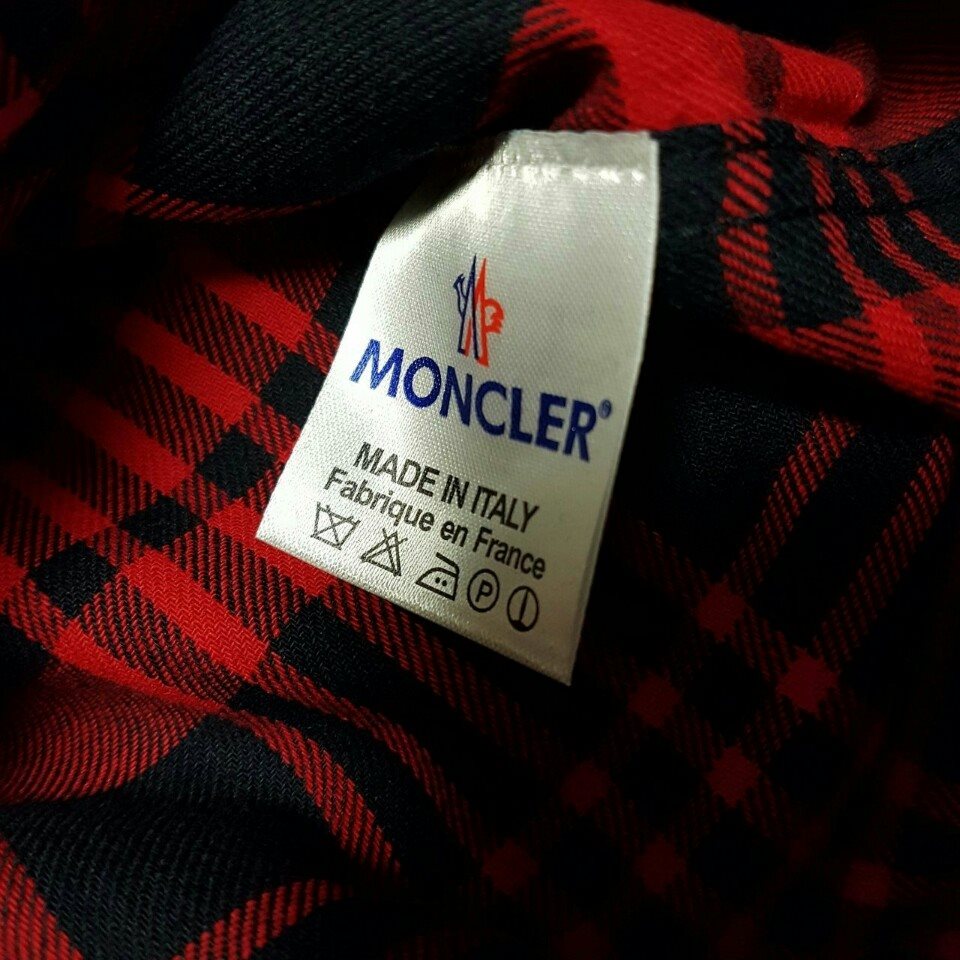 MONCLER®
MADE IN ITALY
Fabrique en France
P